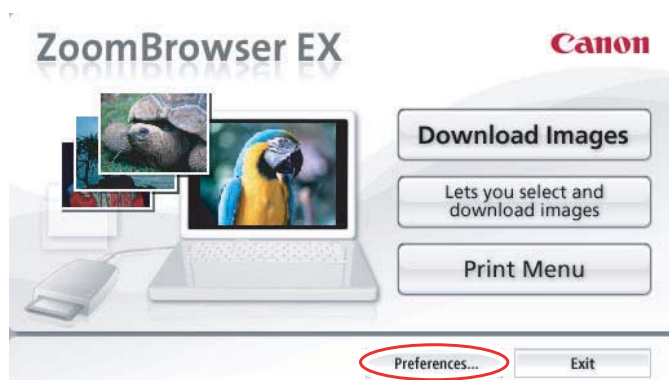 ZoomBrowser EX
Canon
Download Images
Lets you select and
download images
Print Menu
Preferences...
Exit